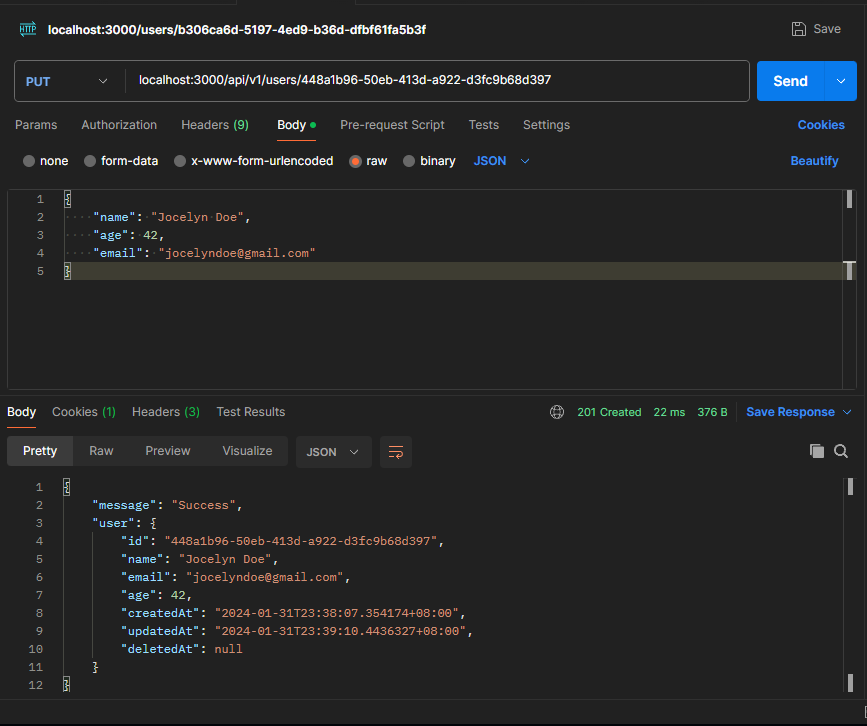 HTTP localhost:3000/users/b306ca6d-5197-4ed9-b36d-dfbf61fa5b3f Save
PUT localhost:3000/api/v1/users/448a1b96-50eb-413d-a922-d3fc9b68d397 Send
Params Authorization Headers (9) Body Pre-request Script Tests Settings Cookies
none form-data x-www-form-urlencoded raw binary JSON Beautify
1 {
2 "name": "Jocelyn Doe",
3 "age": 42,
4 "email": "jocelyndoe@gmail.com"
5 }
Body Cookies (1) Headers (3) Test Results 201 Created 22 ms 376 B Save Response
Pretty Raw Preview Visualize JSON
1 {
2 "message": "Success",
3 "user": {
4 "id": "448a1b96-50eb-413d-a922-d3fc9b68d397",
5 "name": "Jocelyn Doe",
6 "email": "jocelyndoe@gmail.com",
7 "age": 42,
8 "createdAt": "2024-01-31T23:38:07.354174+08:00",
9 "updatedAt": "2024-01-31T23:39:10.4436327+08:00",
10 "deletedAt": null
11 }
12 }